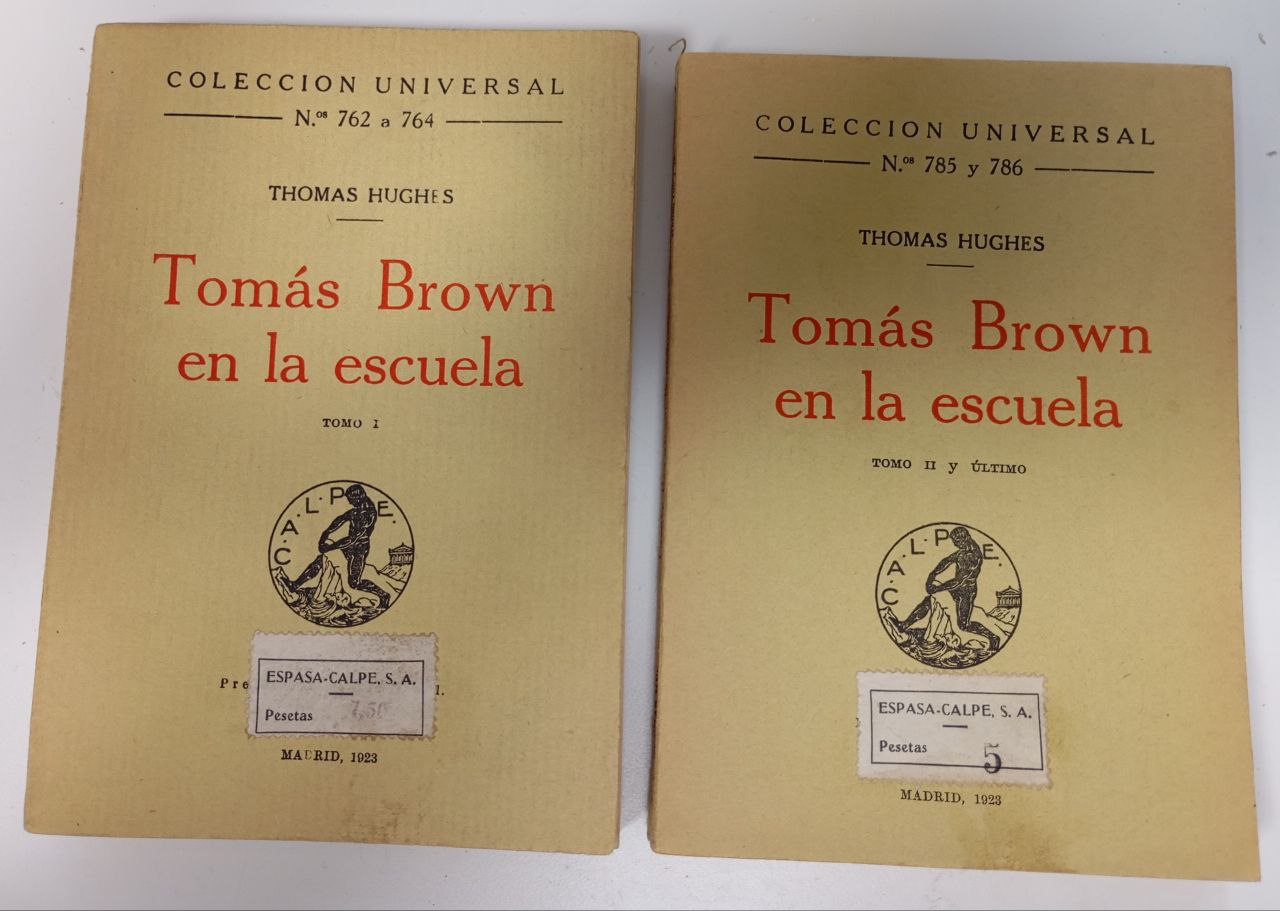 COLECCION UNIVERSAL
N.ºˢ 762 a 764
THOMAS HUGHES
Tomás Brown
en la escuela
TOMO I
C.A.L.P.E.
ESPASA-CALPE, S. A.
Pesetas 7,50
MADRID, 1923
COLECCION UNIVERSAL
N.ºˢ 785 y 786
THOMAS HUGHES
Tomás Brown
en la escuela
TOMO II y ÚLTIMO
C.A.L.P.E.
ESPASA-CALPE, S. A.
Pesetas 5
MADRID, 1923